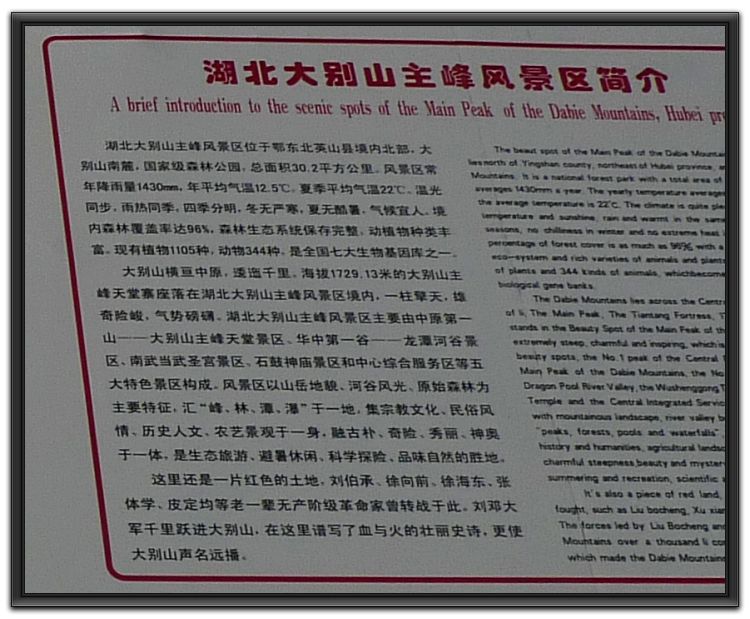 湖北大别山主峰风景区简介
A brief introduction to the scenic spots of the Main Peak of the Dabie Mountains, Hubei
湖北大别山主峰风景区位于鄂东北英山县境内北部，大
别山南麓，国家级森林公园。总面积30.2平方公里。风景区常
年降雨量1430mm，年平均气温12.5℃，夏季平均气温22℃，温光
同步，雨热同季，四季分明，冬无严寒，夏无酷暑，气候宜人。境
内森林覆盖率达96%，森林生态系统保存完整，动植物种类丰
富。现有植物1105种，动物344种，是全国七大生物基因库之一。
大别山横亘中原，逶迤千里。海拔1729.13米的大别山主
峰天堂寨座落在湖北大别山主峰风景区境内，一柱擎天，雄
奇险峻，气势磅礴。湖北大别山主峰风景区主要由中原第一
山——大别山主峰天堂景区、华中第一谷——龙潭河谷景
区、南武当武圣宫景区、石鼓神庙景区和中心综合服务区等五
大特色景区构成。风景区以山岳地貌、河谷风光、原始森林为
主要特征，汇“峰、林、潭、瀑”于一地，集宗教文化、民俗风
情、历史人文、农艺景观于一身，融古朴、奇险、秀丽、神奥
于一体，是生态旅游、避暑休闲、科学探险、品味自然的胜地。
这里还是一片红色的土地，刘伯承、徐向前、徐海东、张
体学、皮定均等老一辈无产阶级革命家曾转战于此。刘邓大
军千里跃进大别山，在这里谱写了血与火的壮丽史诗，更使
大别山声名远播。
The beaut spot of the Main Peak of the Dabie
lies north of Yingshan county, northeast of Hubei province,
Mountains. It is a national forest park with a total area of
averages 1430mm a year. The yearly temperature averages
the average temperature is 22℃. The climate is quite
temperature and sunshine, rain and warmt in the same
seasons, no chilliness in winter and no extreme heat
percentage of forest cover is as much as 96% with a
eco-system and rich varieties of animals and plants
of plants and 344 kinds of animals, whichbecome
biological gene banks.
The Dabie Mountains lies across the
of li, The Main Peak, The Tiantang Fortress,
stands in the Beauty Spot of the Main Peak of
extremely steep, charmful and inspiring, which
beauty spots, the No.1 peak of the Central
Main Peak of the Dabie Mountains, the No
Dragon Pool River Valley, the Wushenggong
Temple and the Central Integrated
with mountainous landscape, river valley
"peaks, forests, pools and waterfalls",
history and humanities, agricultural
charmful steepness,beauty and
summering and recreation, scientific
It's also a piece of red land,
fought, such as Liu bocheng, Xu
The forces led by Liu Bocheng
Mountains over a thousand li
which made the Dabie Mountains